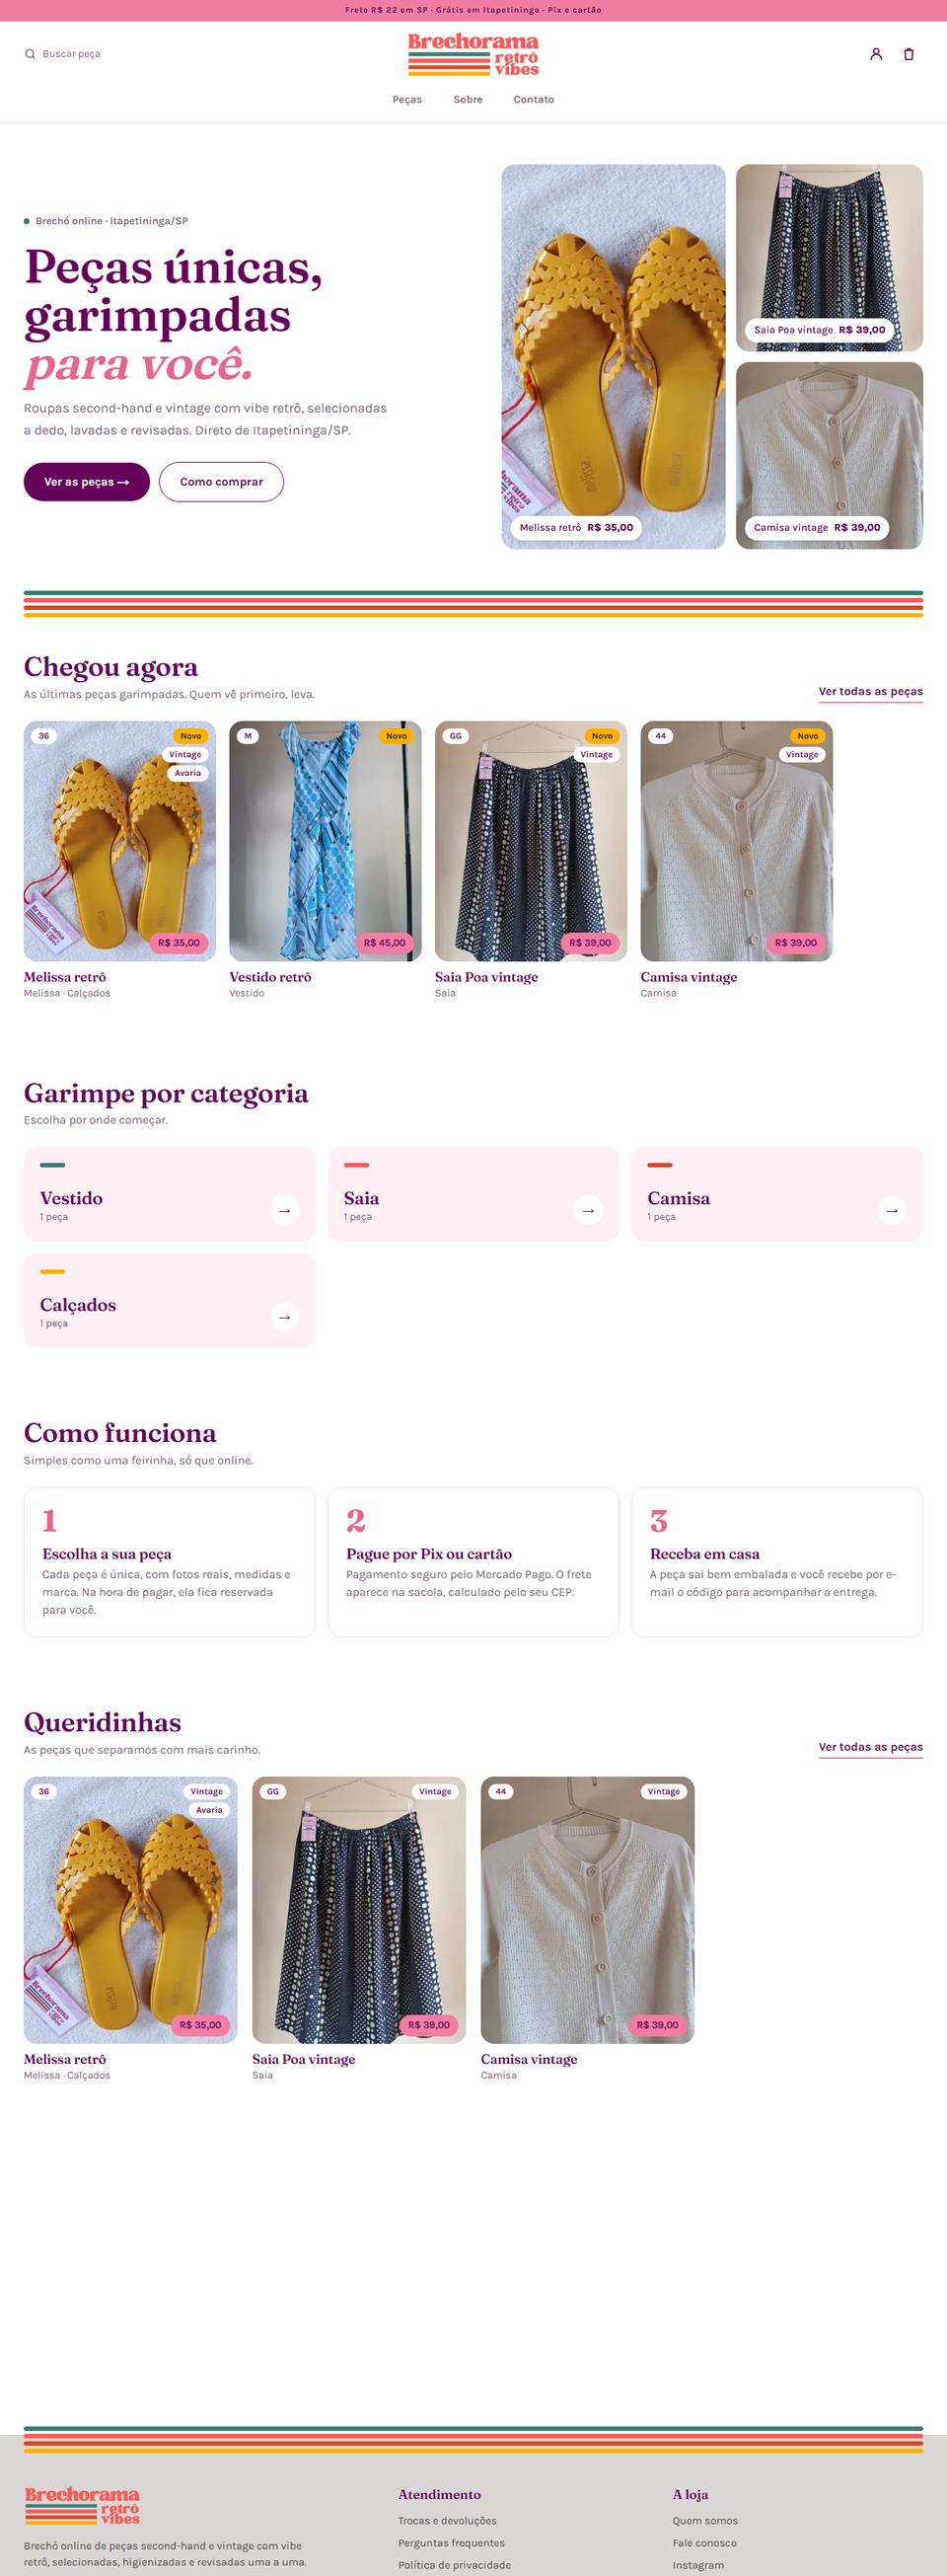 Frete R$ 22 em SP · Grátis em Itapetininga · Pix e cartão
Buscar peça
Brechorama
retrô
vibes
Peças Sobre Contato
Brechó online · Itapetininga/SP
Peças únicas,
garimpadas
para você.
Roupas second-hand e vintage com vibe retrô, selecionadas
a dedo, lavadas e revisadas. Direto de Itapetininga/SP.
Ver as peças →
Como comprar
Brechorama
retrô
vibes
Melissa retrô R$ 35,00
Saia Poa vintage R$ 39,00
Camisa vintage R$ 39,00
Chegou agora
As últimas peças garimpadas. Quem vê primeiro, leva.
Ver todas as peças
36
Novo
Vintage
Avaria
Brechorama
retrô
vibes
R$ 35,00
Melissa retrô
Melissa · Calçados
M
Novo
R$ 45,00
Vestido retrô
Vestido
GG
Novo
Vintage
R$ 39,00
Saia Poa vintage
Saia
44
Novo
Vintage
R$ 39,00
Camisa vintage
Camisa
Garimpe por categoria
Escolha por onde começar.
Vestido
1 peça
→
Saia
1 peça
→
Camisa
1 peça
→
Calçados
1 peça
→
Como funciona
Simples como uma feirinha, só que online.
1
Escolha a sua peça
Cada peça é única, com fotos reais, medidas e
marca. Na hora de pagar, ela fica reservada
para você.
2
Pague por Pix ou cartão
Pagamento seguro pelo Mercado Pago. O frete
aparece na sacola, calculado pelo seu CEP.
3
Receba em casa
A peça sai bem embalada e você recebe por e-
mail o código para acompanhar a entrega.
Queridinhas
As peças que separamos com mais carinho.
Ver todas as peças
36
Vintage
Avaria
Brechorama
retrô
vibes
R$ 35,00
Melissa retrô
Melissa · Calçados
GG
Vintage
R$ 39,00
Saia Poa vintage
Saia
44
Vintage
R$ 39,00
Camisa vintage
Camisa
Brechorama
retrô
vibes
Brechó online de peças second-hand e vintage com vibe
retrô, selecionadas, higienizadas e revisadas uma a uma.
Atendimento
Trocas e devoluções
Perguntas frequentes
Política de privacidade
A loja
Quem somos
Fale conosco
Instagram